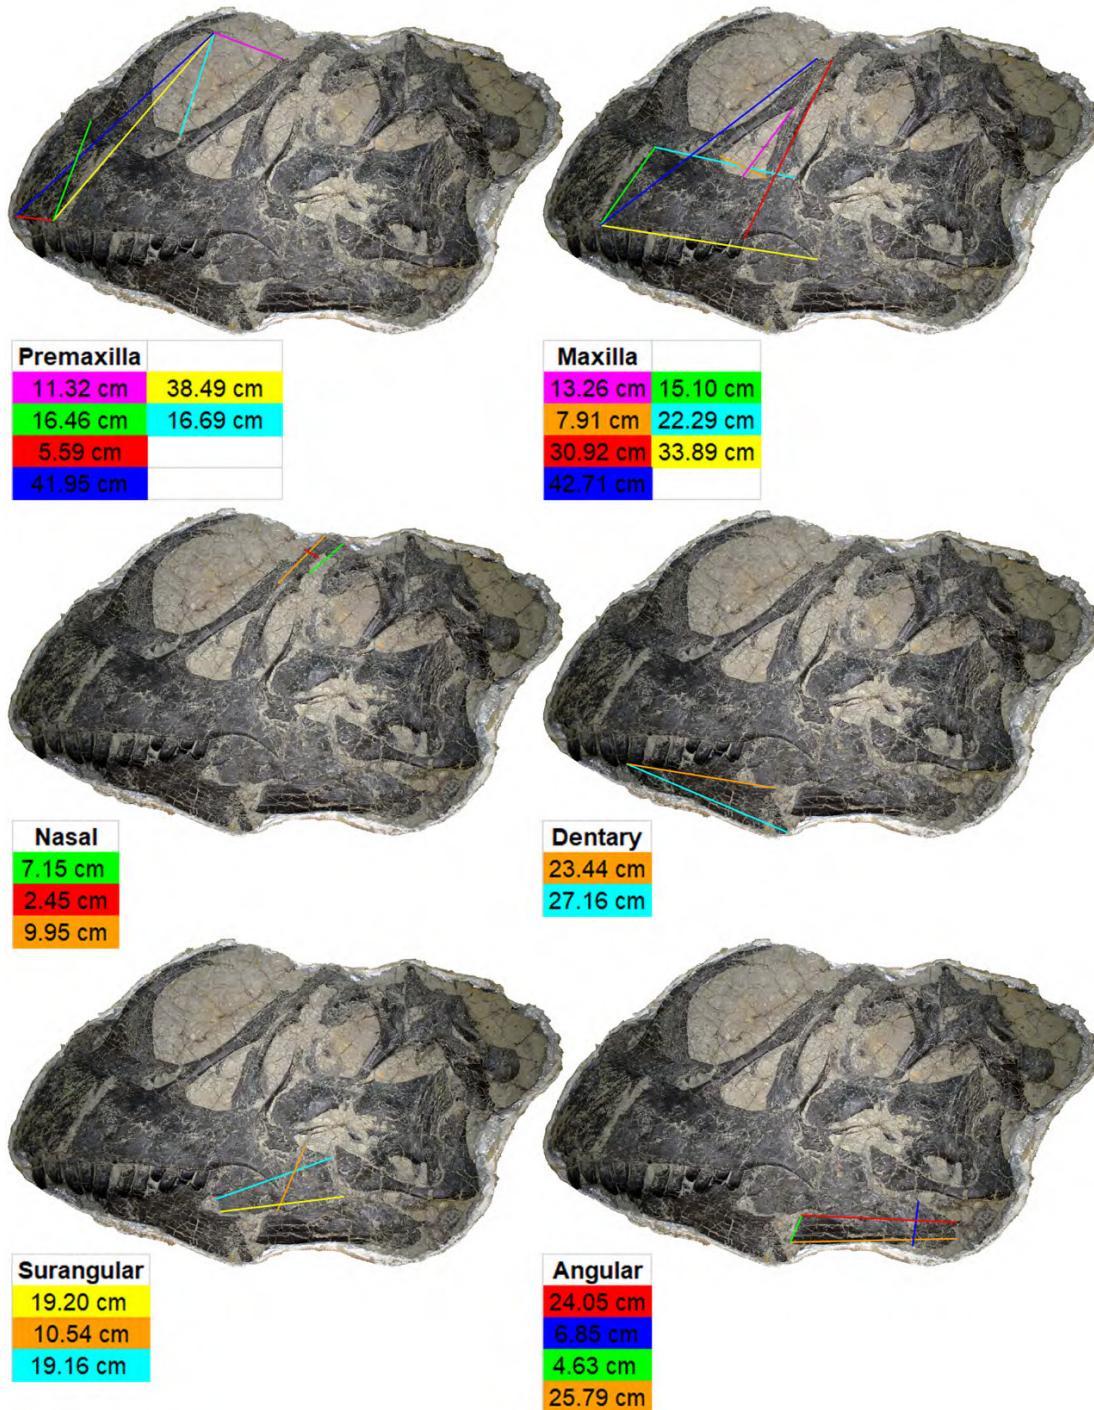 Premaxilla
11.32 cm 38.49 cm
16.46 cm 16.69 cm
5.59 cm
41.95 cm
Maxilla
13.26 cm 15.10 cm
7.91 cm 22.29 cm
30.92 cm 33.89 cm
42.71 cm
Nasal
7.15 cm
2.45 cm
9.95 cm
Dentary
23.44 cm
27.16 cm
Surangular
19.20 cm
10.54 cm
19.16 cm
Angular
24.05 cm
6.85 cm
4.63 cm
25.79 cm